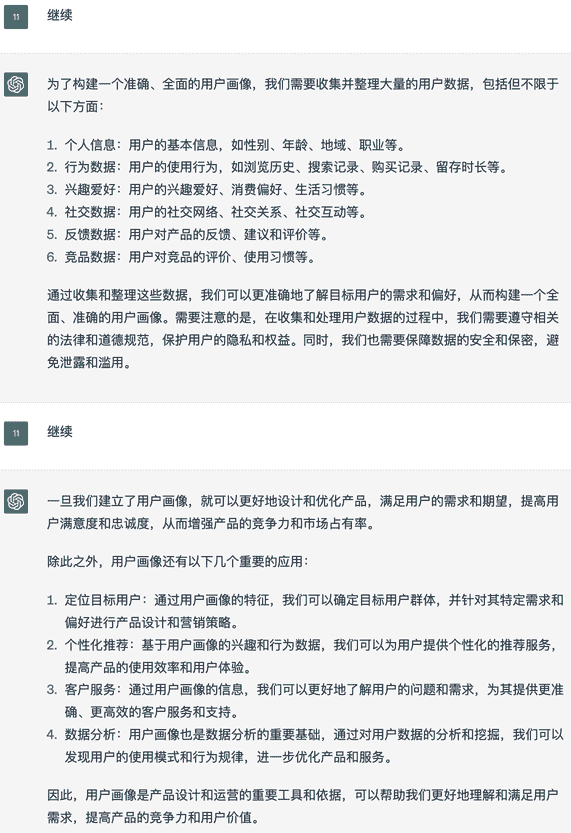 11 继续
为了构建一个准确、全面的用户画像，我们需要收集并整理大量的用户数据，包括但不限于
以下方面：
1. 个人信息：用户的基本信息，如性别、年龄、地域、职业等。
2. 行为数据：用户的使用行为，如浏览历史、搜索记录、购买记录、留存时长等。
3. 兴趣爱好：用户的兴趣爱好、消费偏好、生活习惯等。
4. 社交数据：用户的社交网络、社交关系、社交互动等。
5. 反馈数据：用户对产品的反馈、建议和评价等。
6. 竞品数据：用户对竞品的评价、使用习惯等。
通过收集和整理这些数据，我们可以更准确地了解目标用户的需求和偏好，从而构建一个全
面、准确的用户画像。需要注意的是，在收集和处理用户数据的过程中，我们需要遵守相关
的法律和道德规范，保护用户的隐私和权益。同时，我们也需要保障数据的安全和保密，避
免泄露和滥用。
11 继续
一旦我们建立了用户画像，就可以更好地设计和优化产品，满足用户的需求和期望，提高用
户满意度和忠诚度，从而增强产品的竞争力和市场占有率。
除此之外，用户画像还有以下几个重要的应用：
1. 定位目标用户：通过用户画像的特征，我们可以确定目标用户群体，并针对其特定需求和
偏好进行产品设计和营销策略。
2. 个性化推荐：基于用户画像的兴趣和行为数据，我们可以为用户提供个性化的推荐服务，
提高产品的使用效率和用户体验。
3. 客户服务：通过用户画像的信息，我们可以更好地了解用户的问题和需求，为其提供更准
确、更高效的客户服务和支持。
4. 数据分析：用户画像也是数据分析的重要基础，通过对用户数据的分析和挖掘，我们可以
发现用户的使用模式和行为规律，进一步优化产品和服务。
因此，用户画像是产品设计和运营的重要工具和依据，可以帮助我们更好地理解和满足用户
需求，提高产品的竞争力和用户价值。